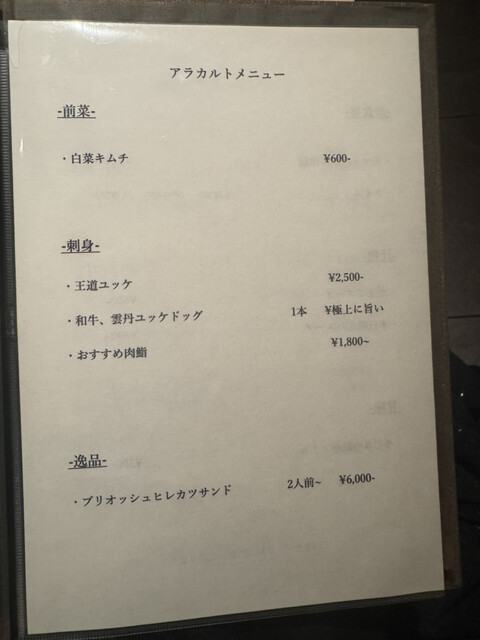 アラカルトメニュー
-前菜-
・白菜キムチ ¥600-
-刺身-
・王道ユッケ ¥2,500-
・和牛、雲丹ユッケドッグ 1本 ¥極上に旨い
・おすすめ肉鮨 ¥1,800~
-逸品-
・ブリオッシュヒレカツサンド 2人前~ ¥6,000-